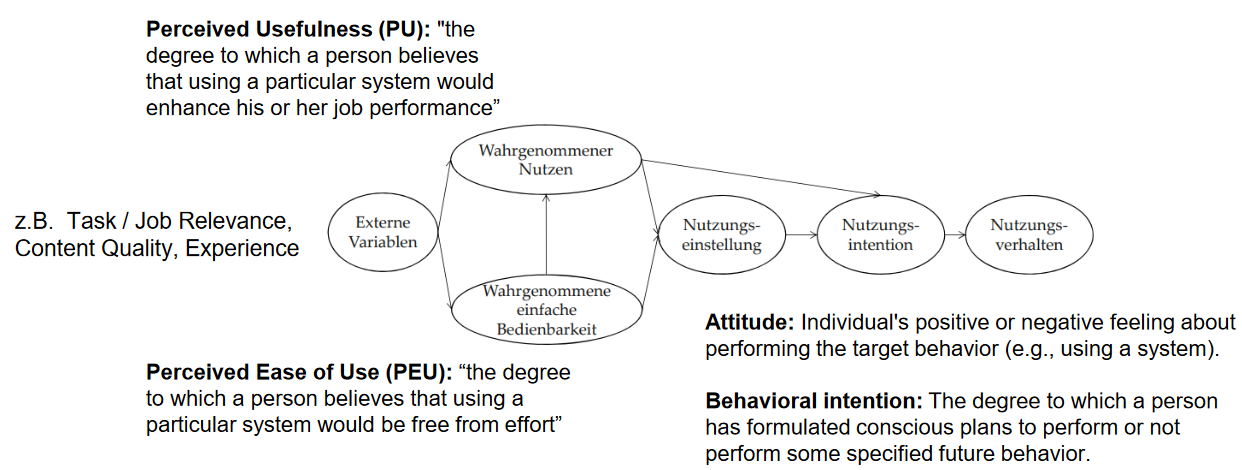 Perceived Usefulness (PU): "the
degree to which a person believes
that using a particular system would
enhance his or her job performance”
Wahrgenommener
Nutzen
z.B.  Task / Job Relevance,
Content Quality, Experience
Externe
Variablen
Nutzungs-
einstellung
Nutzungs-
intention
Nutzungs-
verhalten
Wahrgenommene
einfache
Bedienbarkeit
Perceived Ease of Use (PEU): “the degree
to which a person believes that using a
particular system would be free from effort”
Attitude: Individual's positive or negative feeling about
performing the target behavior (e.g., using a system).
Behavioral intention: The degree to which a person
has formulated conscious plans to perform or not
perform some specified future behavior.